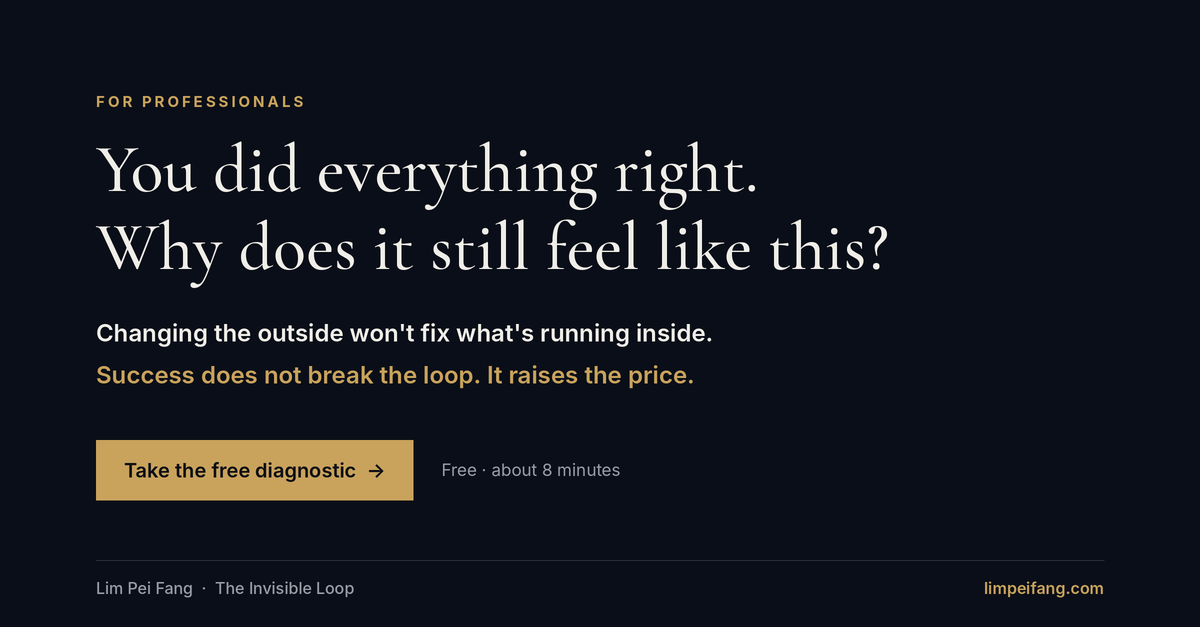 FOR PROFESSIONALS
You did everything right.
Why does it still feel like this?
Changing the outside won't fix what's running inside.
Success does not break the loop. It raises the price.
Take the free diagnostic →
Free · about 8 minutes
Lim Pei Fang · The Invisible Loop
limpeifang.com